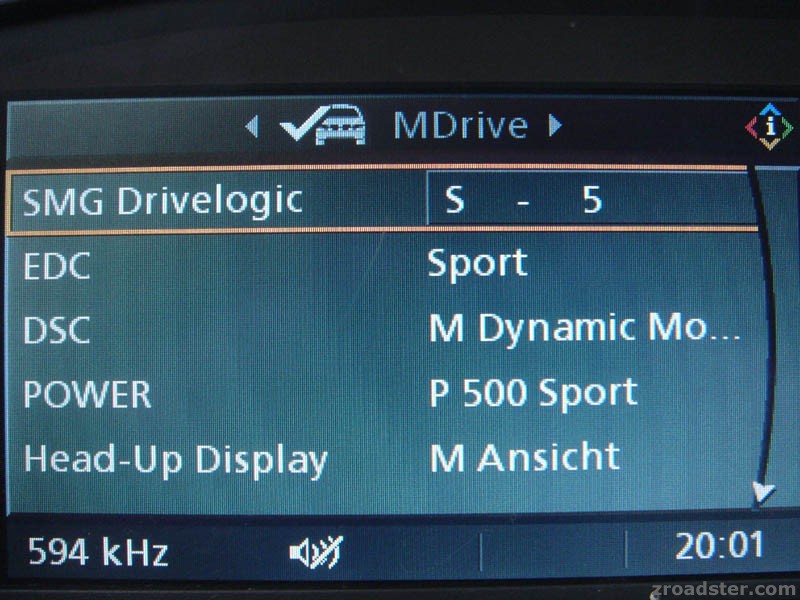 MDrive
i
SMG Drivelogic S - 5
EDC Sport
DSC M Dynamic Mo...
POWER P 500 Sport
Head-Up Display M Ansicht
594 kHz 20:01
zroadster.com